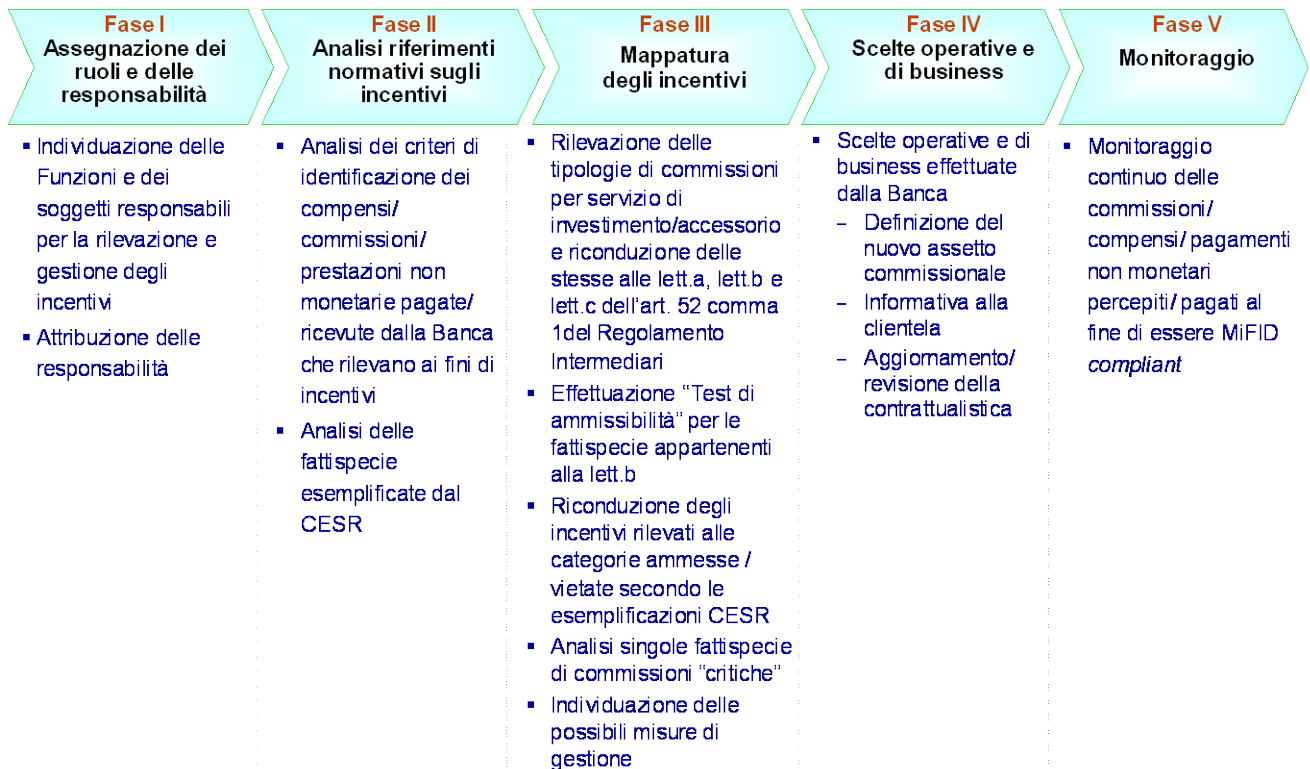 Fase I
Assegnazione dei
ruoli e delle
responsabilità
Fase II
Analisi riferimenti
normativi sugli
incentivi
Fase III
Mappatura
degli incentivi
Fase IV
Scelte operative e
di business
Fase V
Monitoraggio
▪ Individuazione delle
Funzioni e dei
soggetti responsabili
per la rilevazione e
gestione degli
incentivi
▪ Attribuzione delle
responsabilità
▪ Analisi dei criteri di
identificazione dei
compensi/
commissioni/
prestazioni non
monetarie pagate/
ricevute dalla Banca
che rilevano ai fini di
incentivi
▪ Analisi delle
fattispecie
esemplificate dal
CESR
▪ Rilevazione delle
tipologie di commissioni
per servizio di
investimento/accessorio
e riconduzione delle
stesse alle lett.a, lett.b e
lett.c dell'art. 52 comma
1del Regolamento
Intermediari
▪ Effettuazione "Test di
ammissibilità" per le
fattispecie appartenenti
alla lett.b
▪ Riconduzione degli
incentivi rilevati alle
categorie ammesse /
vietate secondo le
esemplificazioni CESR
▪ Analisi singole fattispecie
di commissioni "critiche"
▪ Individuazione delle
possibili misure di
gestione
▪ Scelte operative e di
business effettuate
dalla Banca
– Definizione del
nuovo assetto
commissionale
– Informativa alla
clientela
– Aggiornamento/
revisione della
contrattualistica
▪ Monitoraggio
continuo delle
commissioni/
compensi/ pagamenti
non monetari
percepiti/ pagati al
fine di essere MiFID
compliant